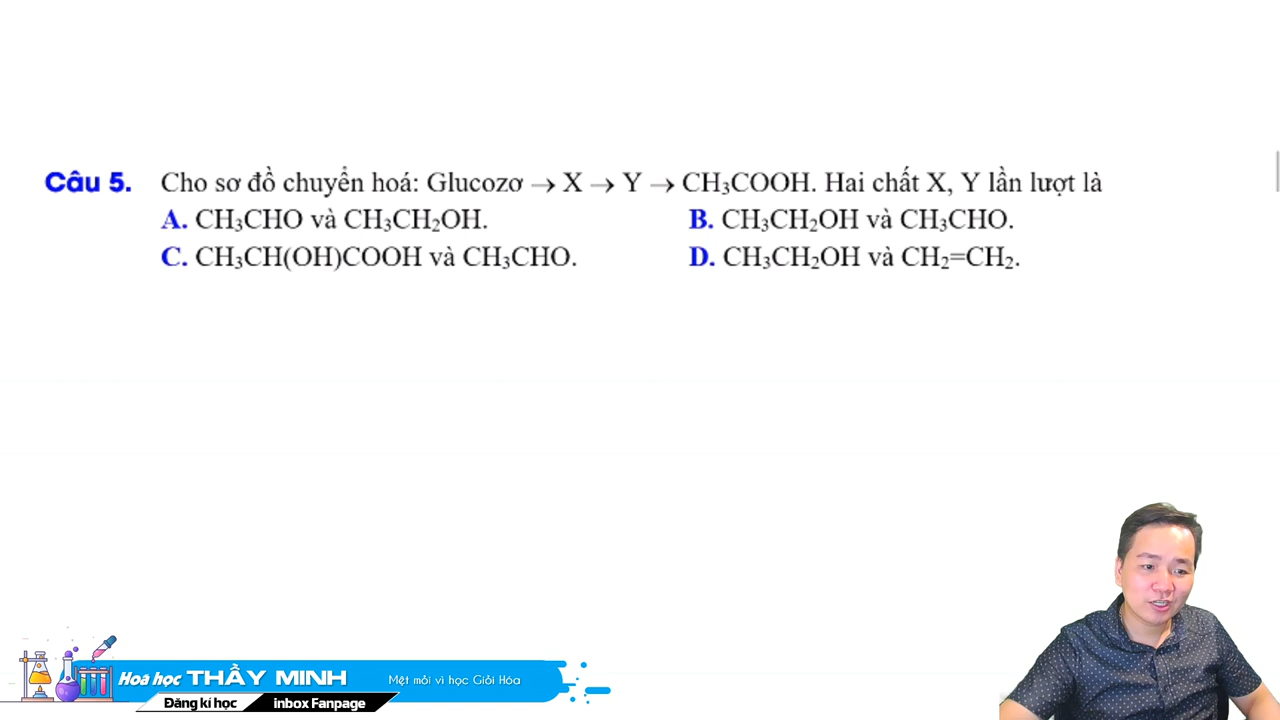 Câu 5. Cho sơ đồ chuyển hoá: Glucozơ → X → Y → CH₃COOH. Hai chất X, Y lần lượt là
A. CH₃CHO và CH₃CH₂OH. B. CH₃CH₂OH và CH₃CHO.
C. CH₃CH(OH)COOH và CH₃CHO. D. CH₃CH₂OH và CH₂=CH₂.
Hoá học THẦY MINH Mệt mỏi vì học Giỏi Hóa
Đăng kí học inbox Fanpage